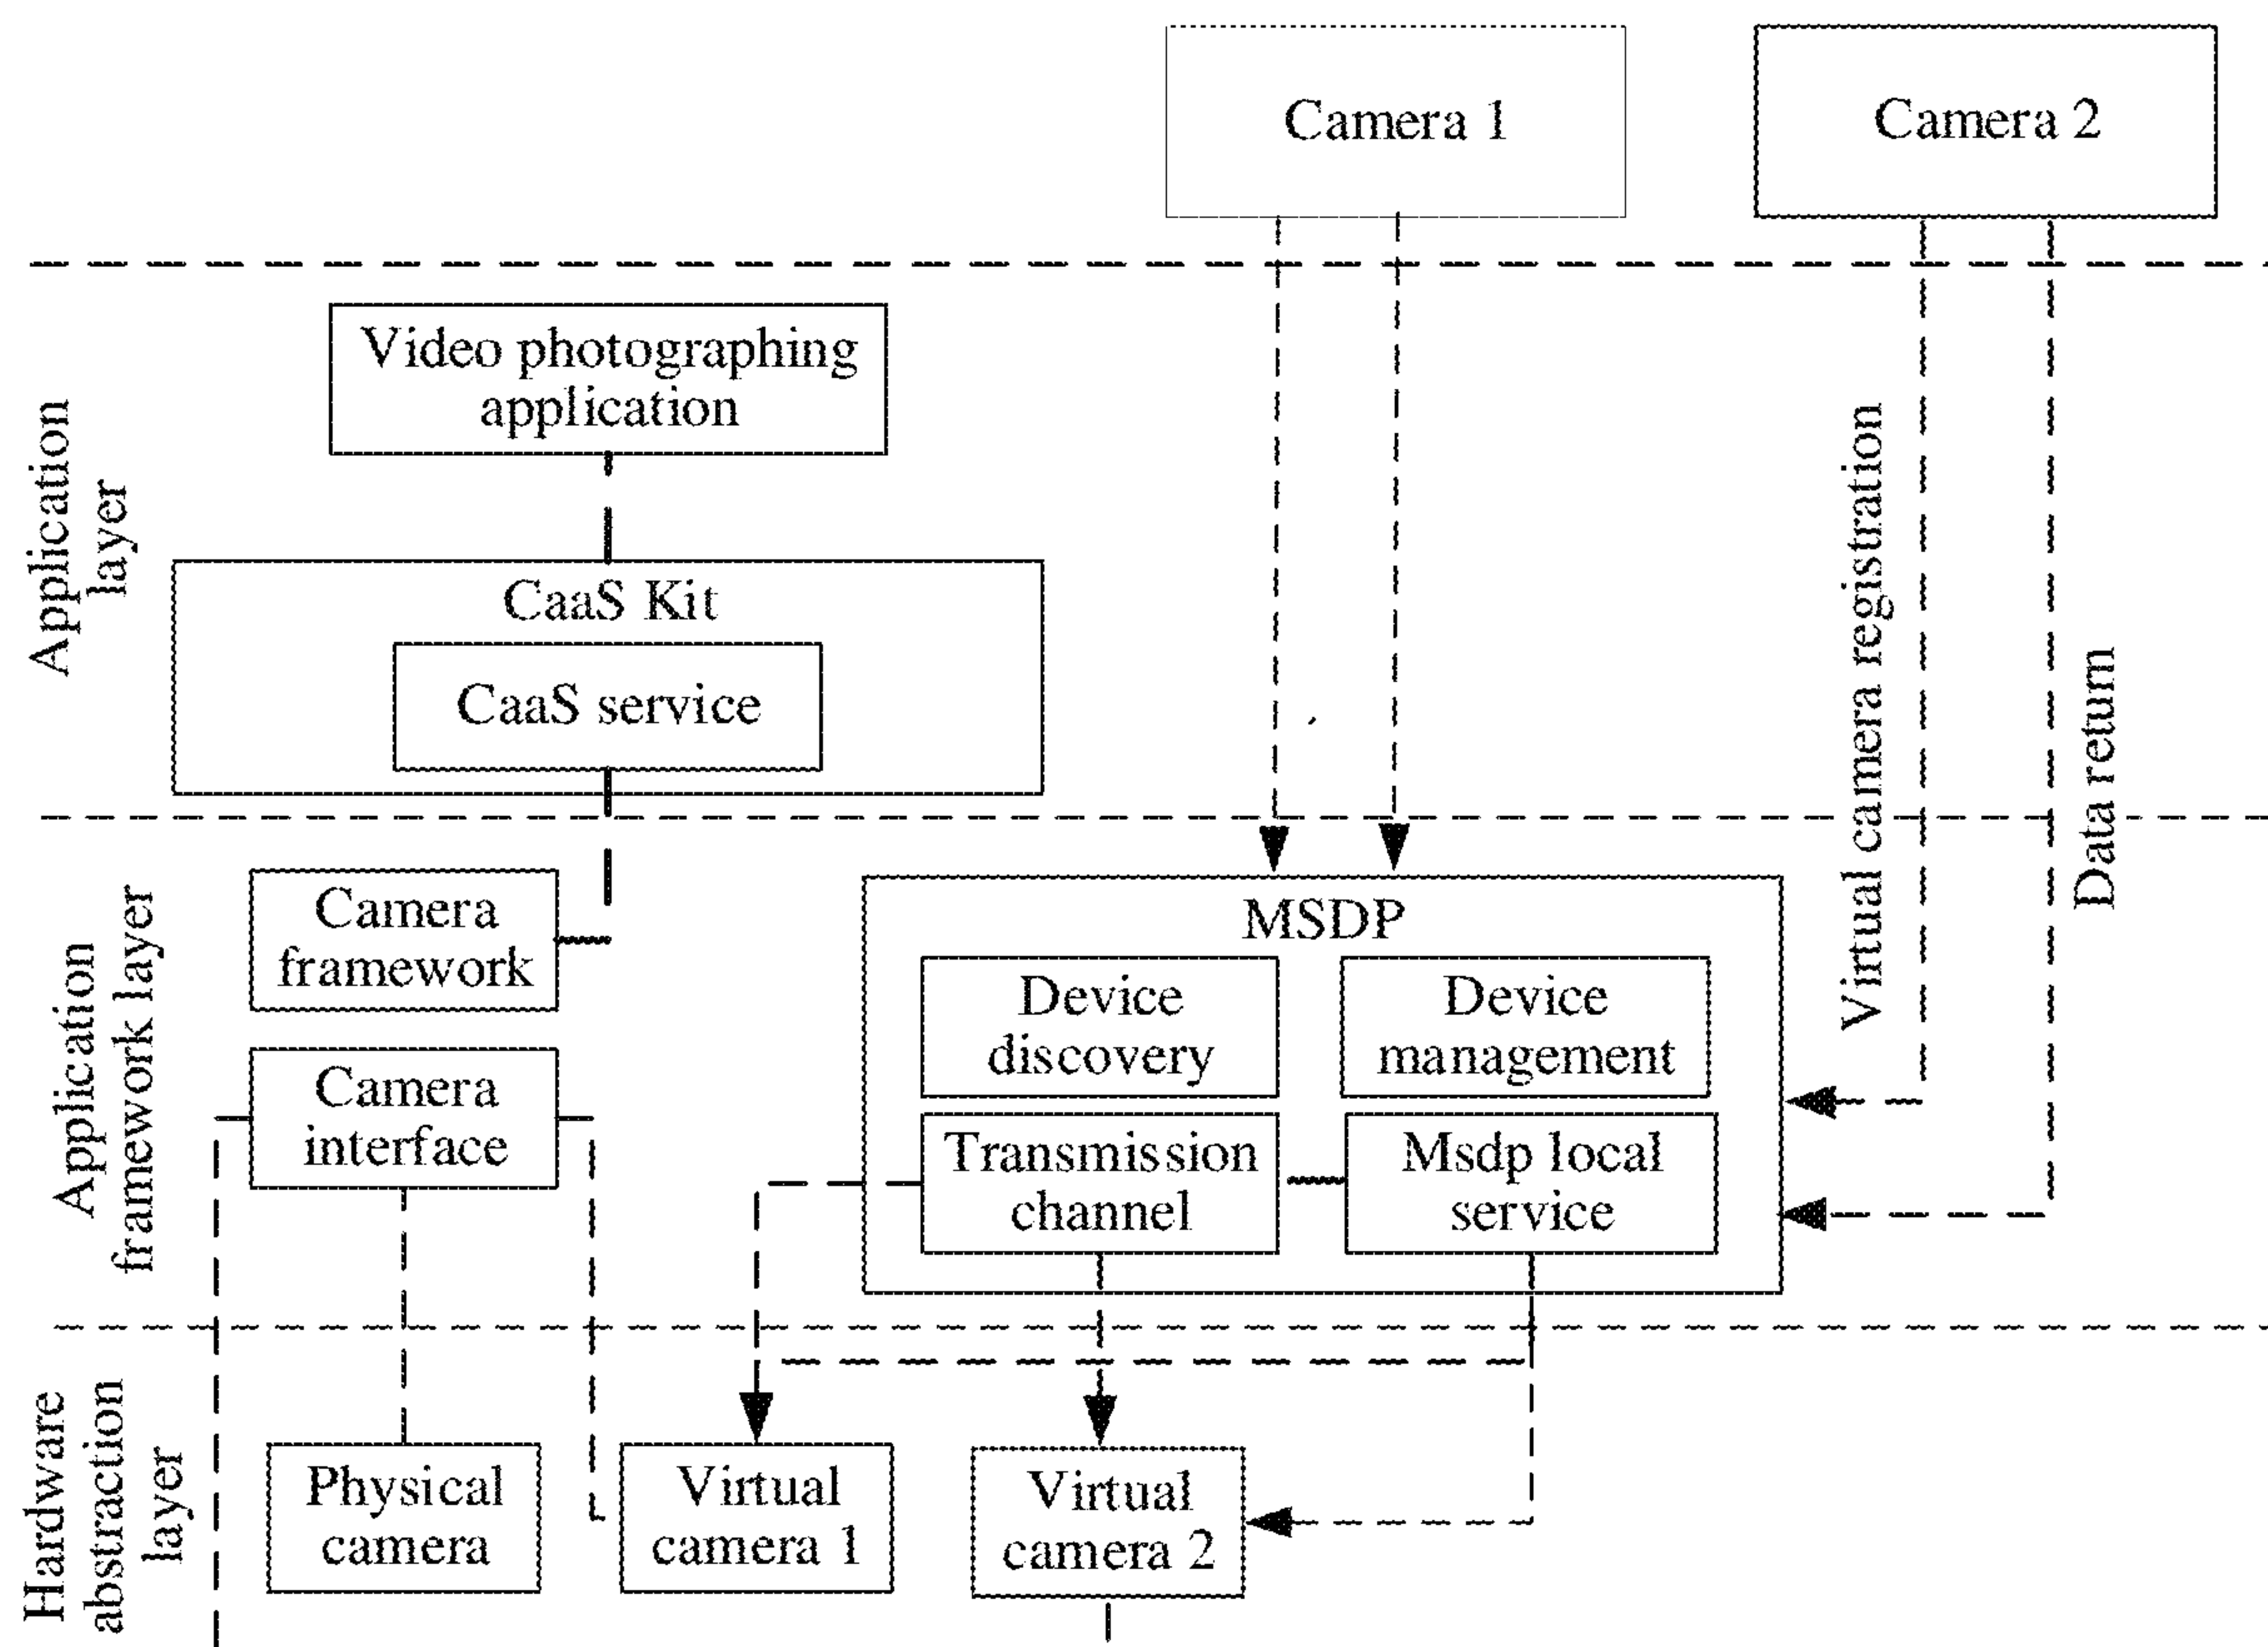 Camera 1
Camera 2
Application
layer
Video photographing
application
CaaS Kit
CaaS service
Virtual camera registration
Data return
Application
framework layer
Camera
framework
Camera
interface
MSDP
Device
discovery
Device
management
Transmission
channel
Msdp local
service
Hardware
abstraction
layer
Physical
camera
Virtual
camera 1
Virtual
camera 2